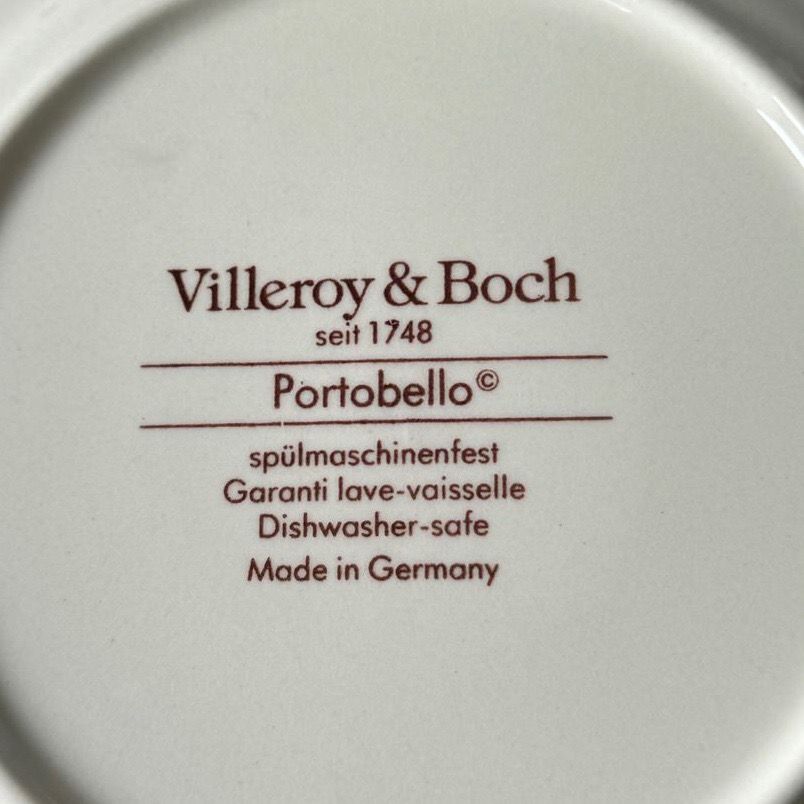 Villeroy & Boch
seit 1748
Portobello©
spülmaschinenfest
Garanti lave-vaisselle
Dishwasher-safe
Made in Germany